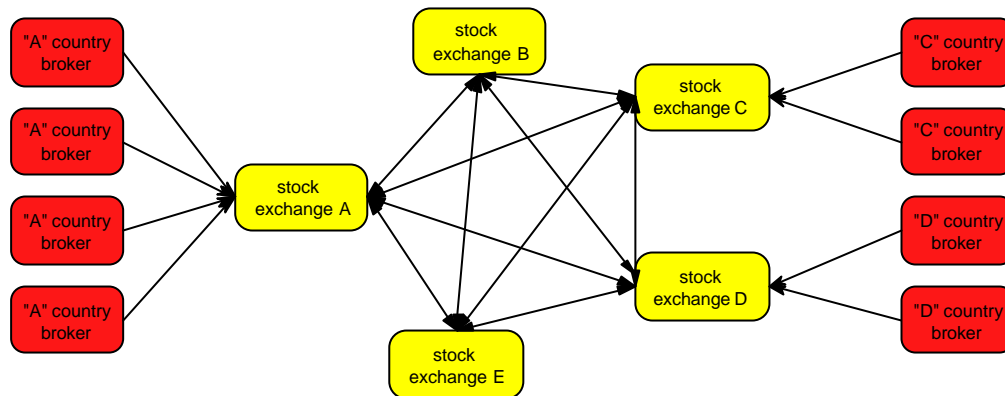 "A" country
broker
"A" country
broker
"A" country
broker
"A" country
broker
stock
exchange A
stock
exchange B
stock
exchange E
stock
exchange C
stock
exchange D
"C" country
broker
"C" country
broker
"D" country
broker
"D" country
broker